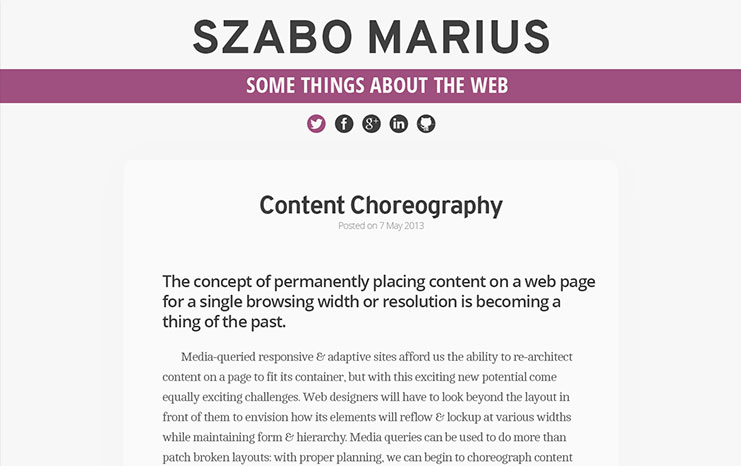 SZABO MARIUS
SOME THINGS ABOUT THE WEB
Content Choreography
Posted on 7 May 2013
The concept of permanently placing content on a web page
for a single browsing width or resolution is becoming a
thing of the past.
Media-queried responsive & adaptive sites afford us the ability to re-architect
content on a page to fit its container, but with this exciting new potential come
equally exciting challenges. Web designers will have to look beyond the layout in
front of them to envision how its elements will reflow & lockup at various widths
while maintaining form & hierarchy. Media queries can be used to do more than
patch broken layouts: with proper planning, we can begin to choreograph content